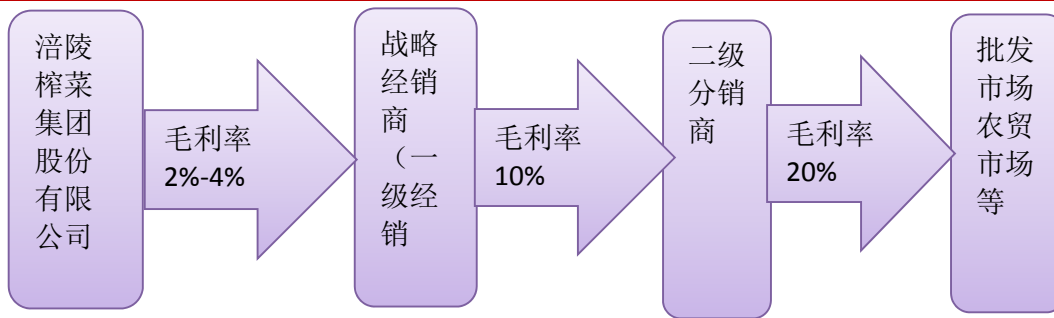 涪陵
榨菜
集团
股份
有限
公司
毛利率
2%-4%
战略
经销
商
（一
级经
销
毛利率
10%
二级
分销
商
毛利率
20%
批发
市场
农贸
市场
等